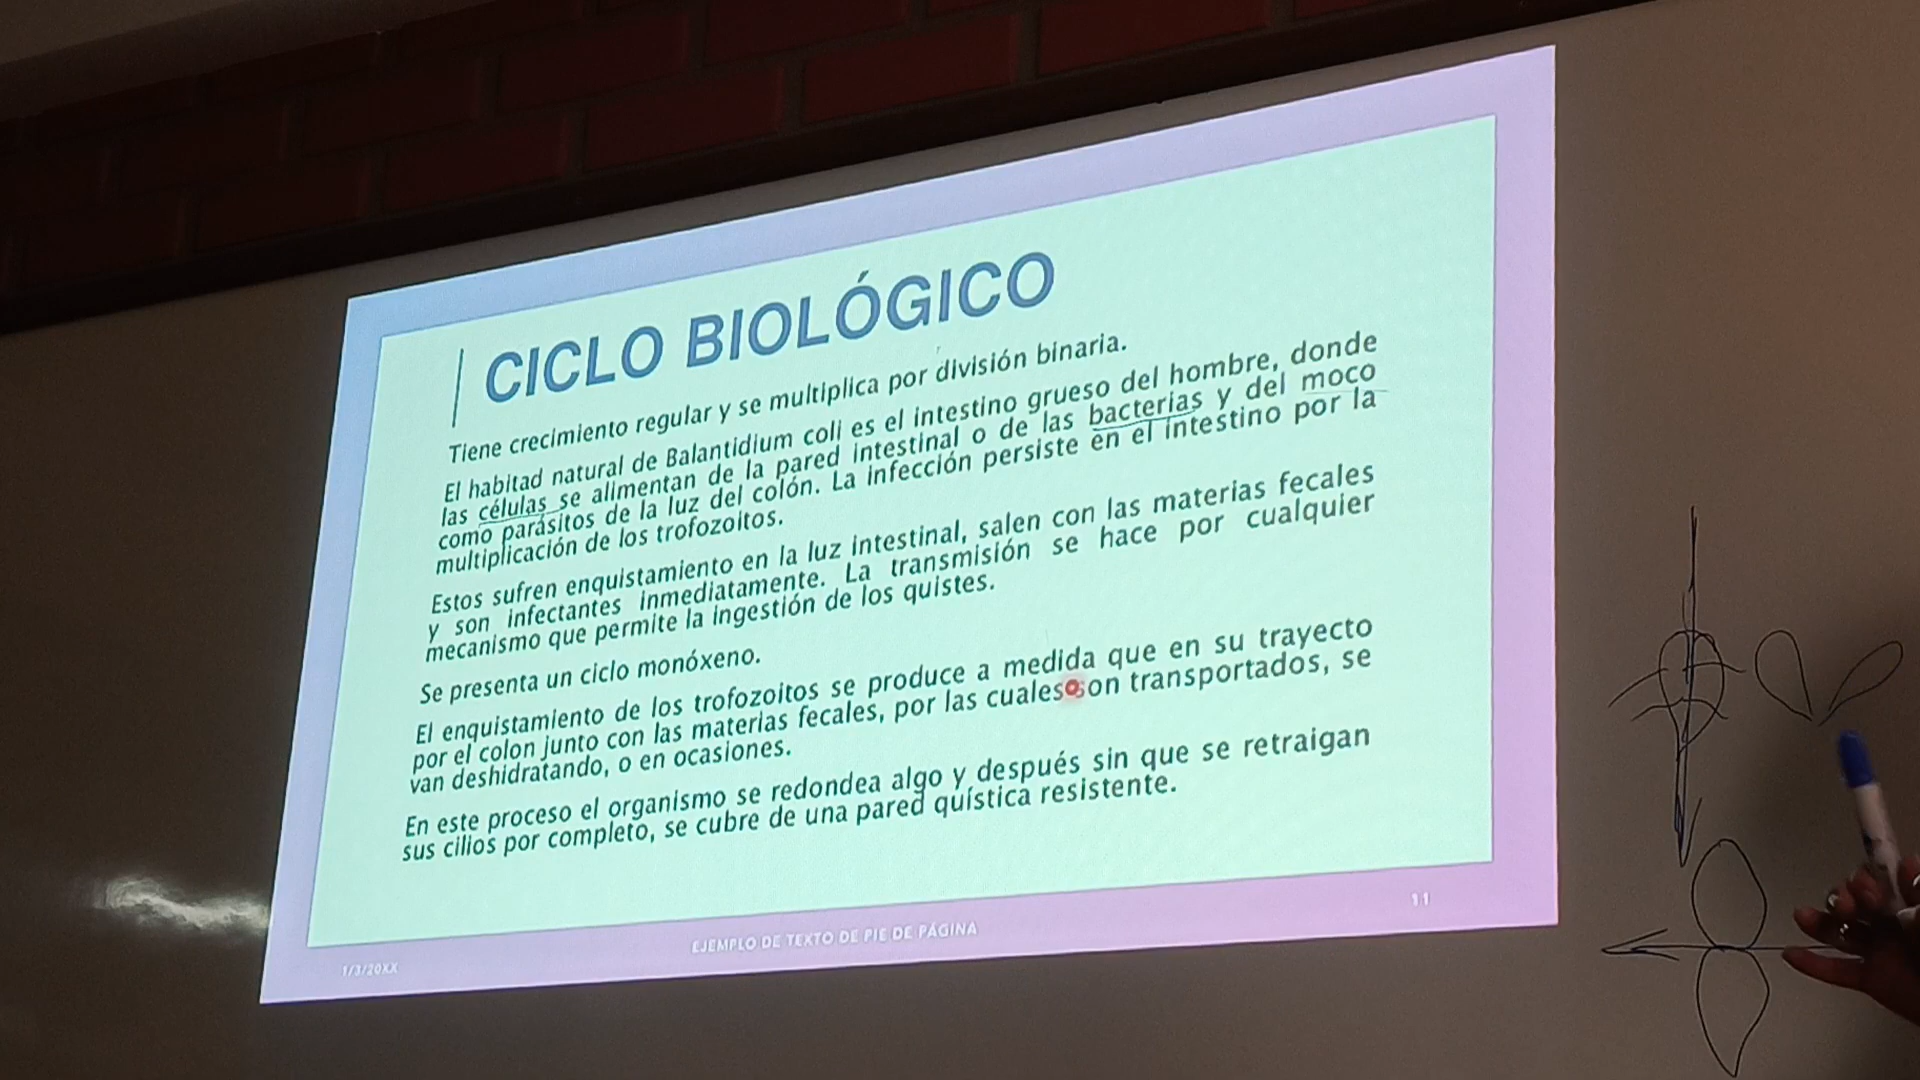 CICLO BIOLÓGICO
Tiene crecimiento regular y se multiplica por división binaria.
El habitad natural de Balantidium coli es el intestino grueso del hombre, donde
las células se alimentan de la pared intestinal o de las bacterias y del moco
como parásitos de la luz del colón. La infección persiste en el intestino por la
multiplicación de los trofozoitos.
Estos sufren enquistamiento en la luz intestinal, salen con las materias fecales
y son infectantes inmediatamente. La transmisión se hace por cualquier
mecanismo que permite la ingestión de los quistes.
Se presenta un ciclo monóxeno.
El enquistamiento de los trofozoitos se produce a medida que en su trayecto
por el colon junto con las materias fecales, por las cuales son transportados, se
van deshidratando, o en ocasiones.
En este proceso el organismo se redondea algo y después sin que se retraigan
sus cilios por completo, se cubre de una pared quística resistente.
1/3/20XX
EJEMPLO DE TEXTO DE PIE DE PÁGINA
11